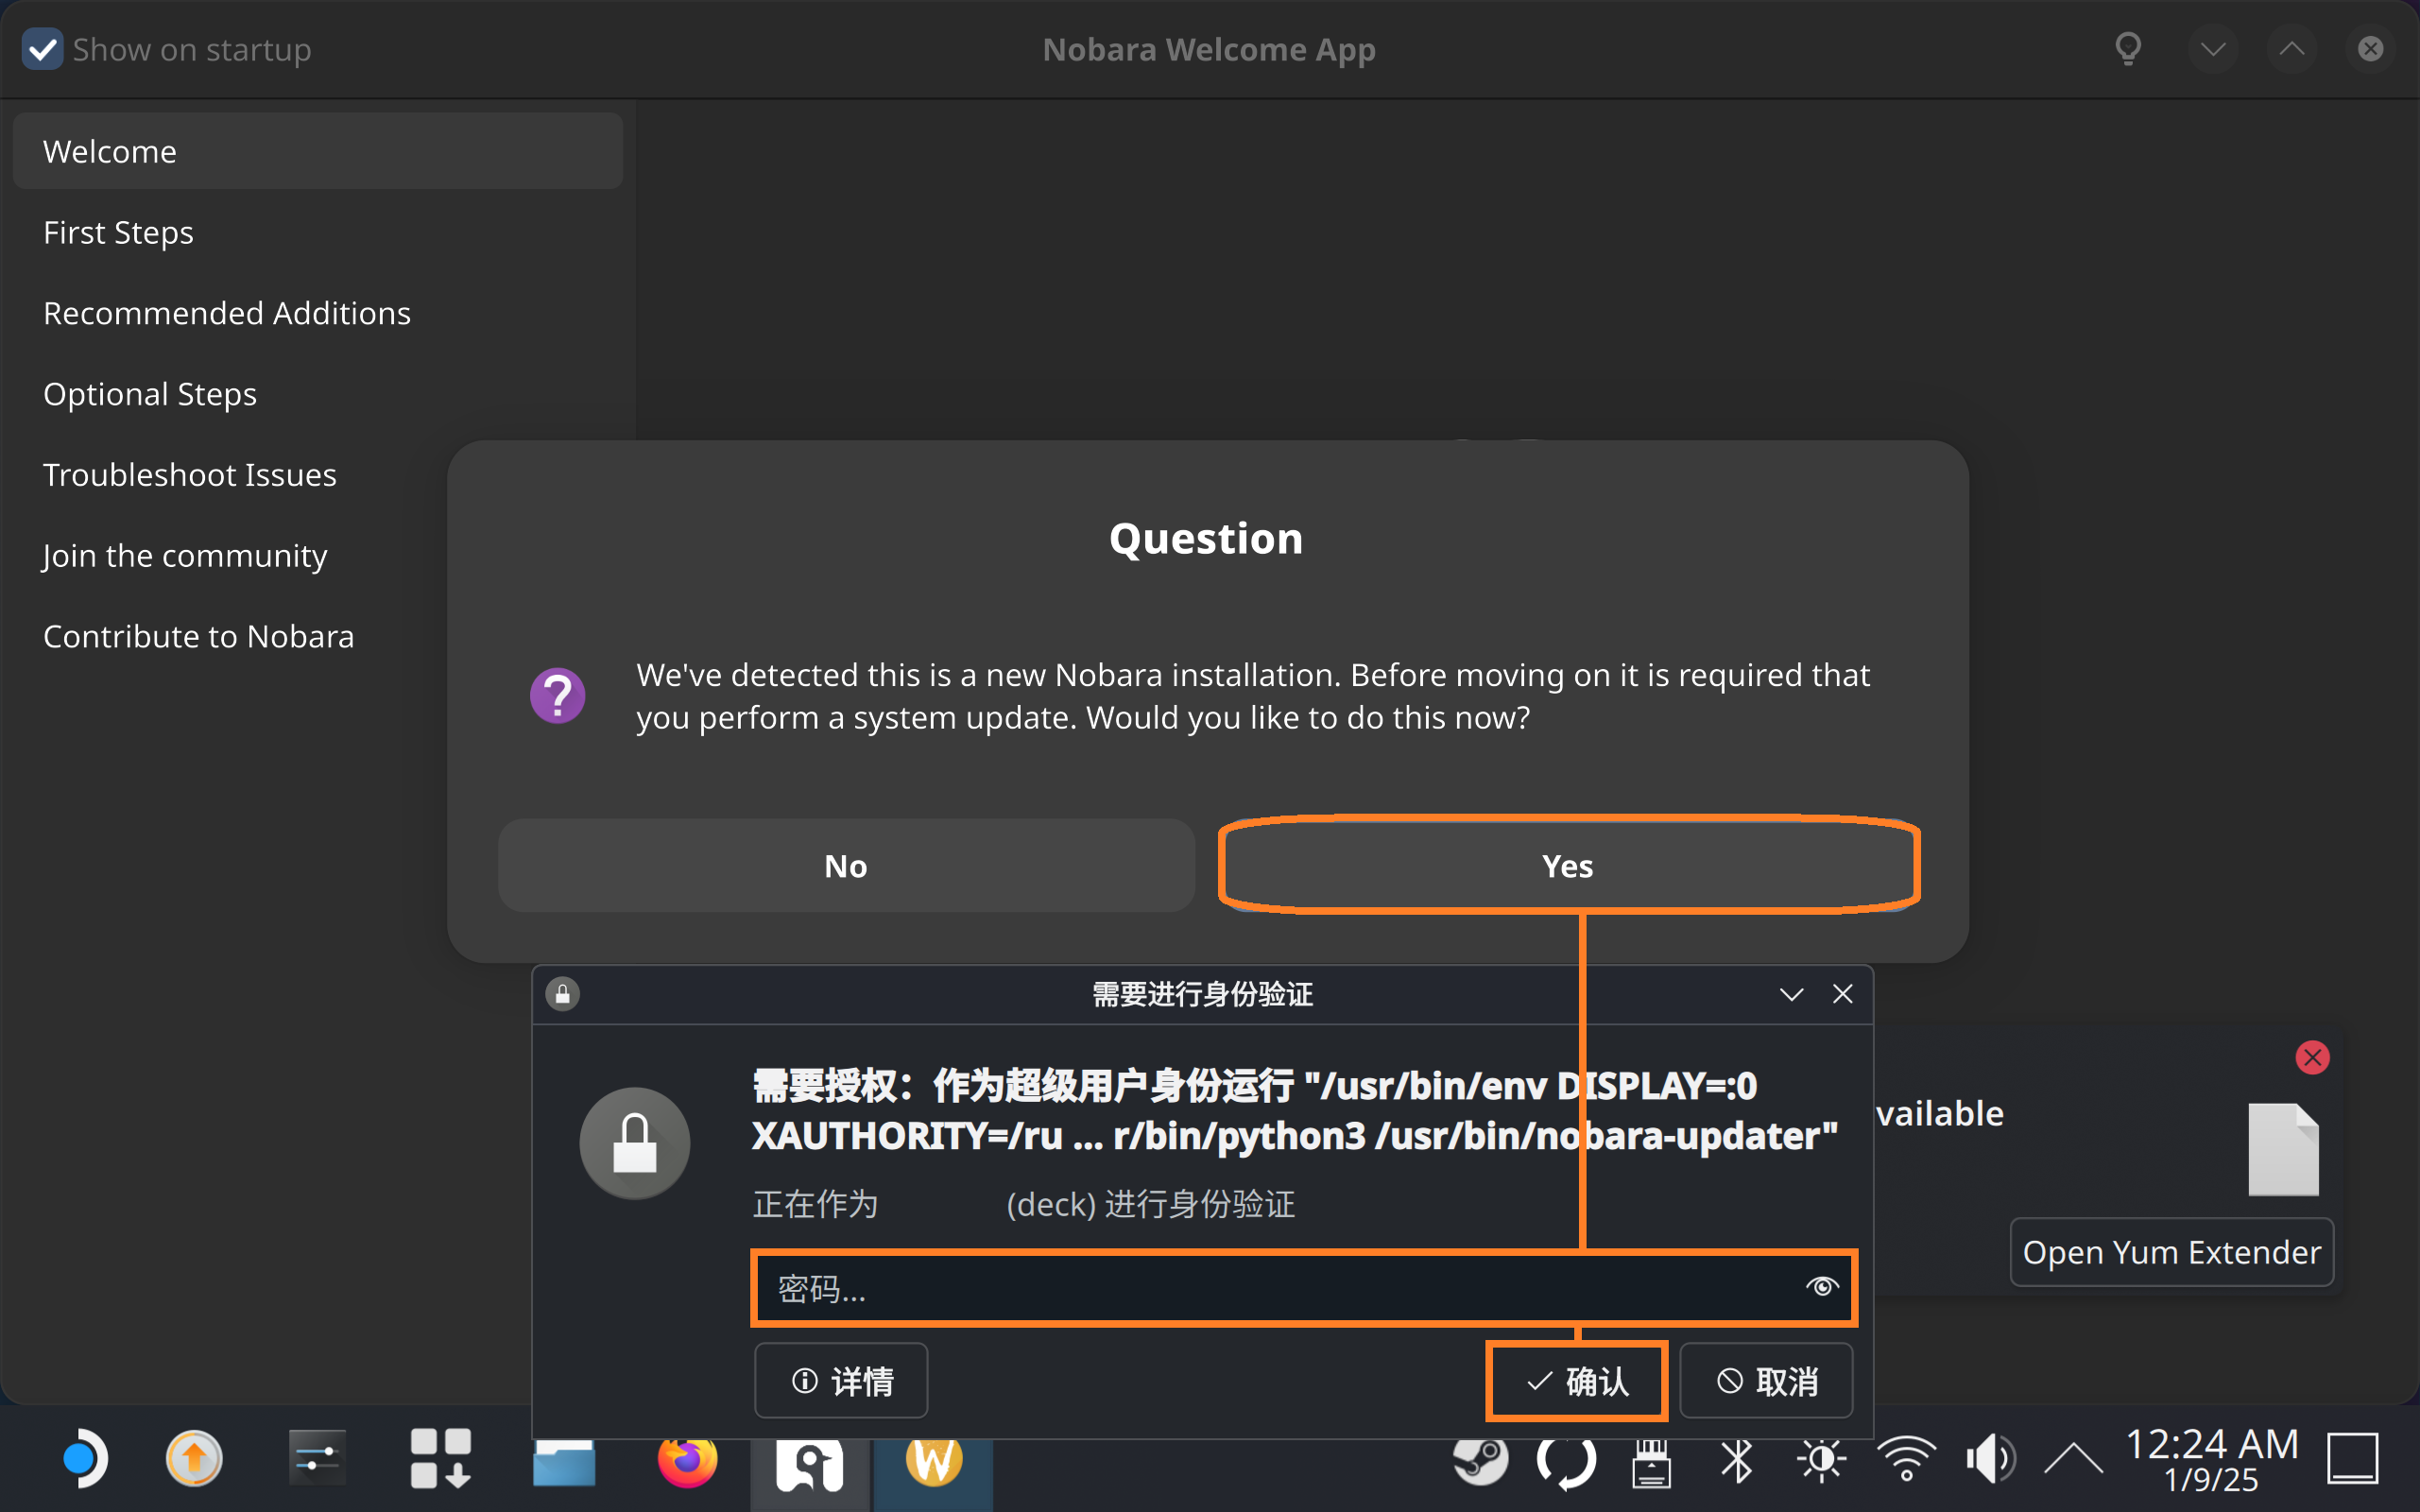 Show on startup
Nobara Welcome App
Welcome
First Steps
Recommended Additions
Optional Steps
Troubleshoot Issues
Join the community
Contribute to Nobara
Question
We've detected this is a new Nobara installation. Before moving on it is required that
you perform a system update. Would you like to do this now?
No
Yes
需要进行身份验证
需要授权：作为超级用户身份运行 "/usr/bin/env DISPLAY=:0
XAUTHORITY=/ru ... r/bin/python3 /usr/bin/nobara-updater"
正在作为 (deck) 进行身份验证
密码...
详情
确认
取消
vailable
Open Yum Extender
12:24 AM
1/9/25